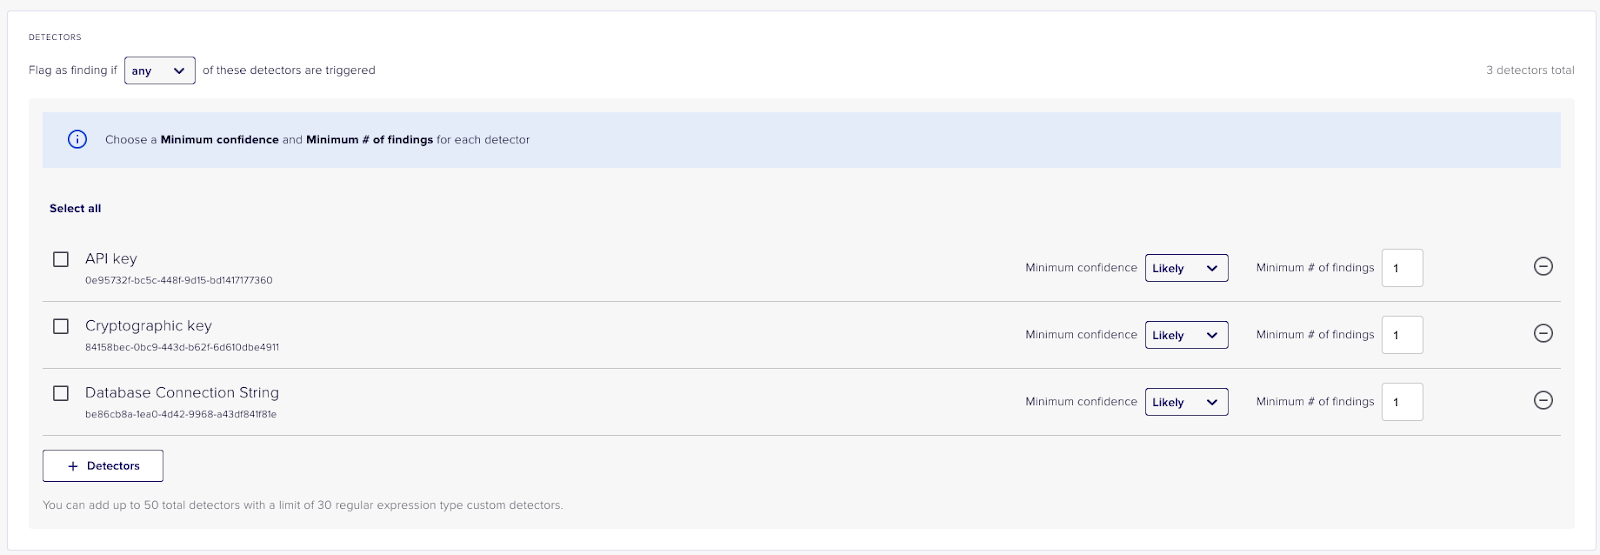 DETECTORS
Flag as finding if any of these detectors are triggered 3 detectors total
Choose a Minimum confidence and Minimum # of findings for each detector
Select all
API key Minimum confidence Likely Minimum # of findings 1
0e95732f-bc5c-448f-9d15-bd1417177360
Cryptographic key Minimum confidence Likely Minimum # of findings 1
84158bec-0bc9-443d-b62f-6d610dbe4911
Database Connection String Minimum confidence Likely Minimum # of findings 1
be86cb8a-1ea0-4d42-9968-a43df841f81e
+ Detectors
You can add up to 50 total detectors with a limit of 30 regular expression type custom detectors.